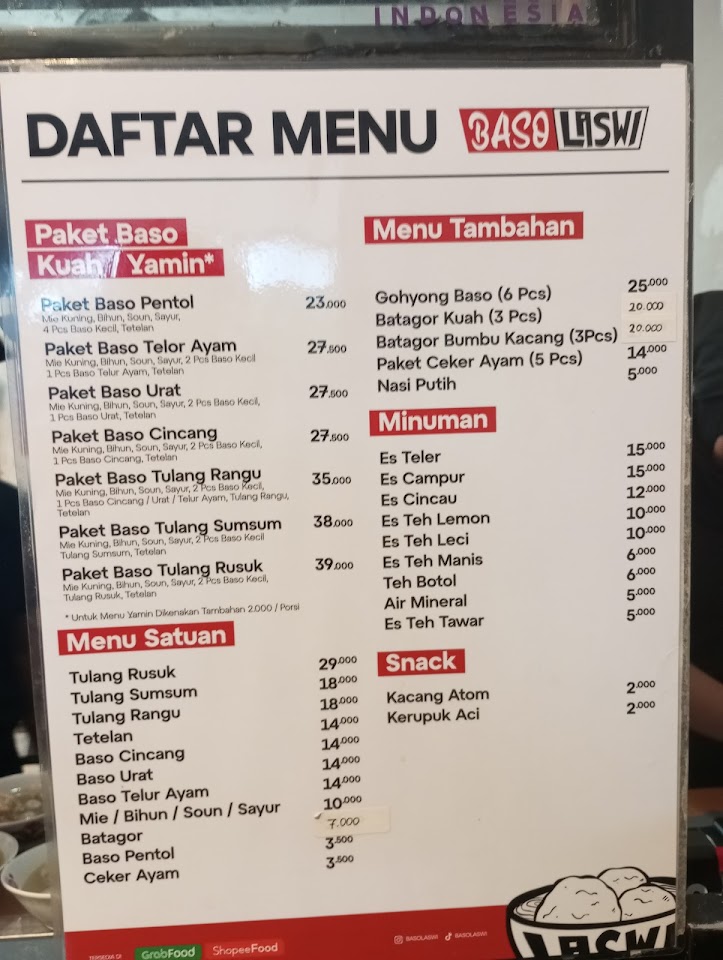 INDONESIA
DAFTAR MENU BASO LASWI
Paket Baso
Kuah / Yamin*
Paket Baso Pentol 23.000
Mie Kuning, Bihun, Soun, Sayur,
4 Pcs Baso Kecil, Tetelan
Paket Baso Telor Ayam 27.500
Mie Kuning, Bihun, Soun, Sayur, 2 Pcs Baso Kecil
1 Pcs Baso Telur Ayam, Tetelan
Paket Baso Urat 27.500
Mie Kuning, Bihun, Soun, Sayur, 2 Pcs Baso Kecil,
1 Pcs Baso Urat, Tetelan
Paket Baso Cincang 27.500
Mie Kuning, Bihun, Soun, Sayur, 2 Pcs Baso Kecil,
1 Pcs Baso Cincang, Tetelan
Paket Baso Tulang Rangu 35.000
Mie Kuning, Bihun, Soun, Sayur, 2 Pcs Baso Kecil,
1 Pcs Baso Cincang / Urat / Telur Ayam, Tulang Rangu,
Tetelan
Paket Baso Tulang Sumsum 38.000
Mie Kuning, Bihun, Soun, Sayur, 2 Pcs Baso Kecil
Tulang Sumsum, Tetelan
Paket Baso Tulang Rusuk 39.000
Mie Kuning, Bihun, Soun, Sayur, 2 Pcs Baso Kecil,
Tulang Rusuk, Tetelan
* Untuk Menu Yamin Dikenakan Tambahan 2.000 / Porsi
Menu Satuan
Tulang Rusuk 29.000
Tulang Sumsum 18.000
Tulang Rangu 18.000
Tetelan 14.000
Baso Cincang 14.000
Baso Urat 14.000
Baso Telur Ayam 14.000
Mie / Bihun / Soun / Sayur 10.000
Batagor 7.000
Baso Pentol 3.500
Ceker Ayam 3.500
Menu Tambahan
Gohyong Baso (6 Pcs) 25.000
Batagor Kuah (3 Pcs) 20.000
Batagor Bumbu Kacang (3Pcs) 20.000
Paket Ceker Ayam (5 Pcs) 14.000
Nasi Putih 5.000
Minuman
Es Teler 15.000
Es Campur 15.000
Es Cincau 12.000
Es Teh Lemon 10.000
Es Teh Leci 10.000
Es Teh Manis 6.000
Teh Botol 6.000
Air Mineral 5.000
Es Teh Tawar 5.000
Snack
Kacang Atom 2.000
Kerupuk Aci 2.000
TERSEDIA DI GrabFood ShopeeFood
BASOLASWI BASOLASWI
LASWI